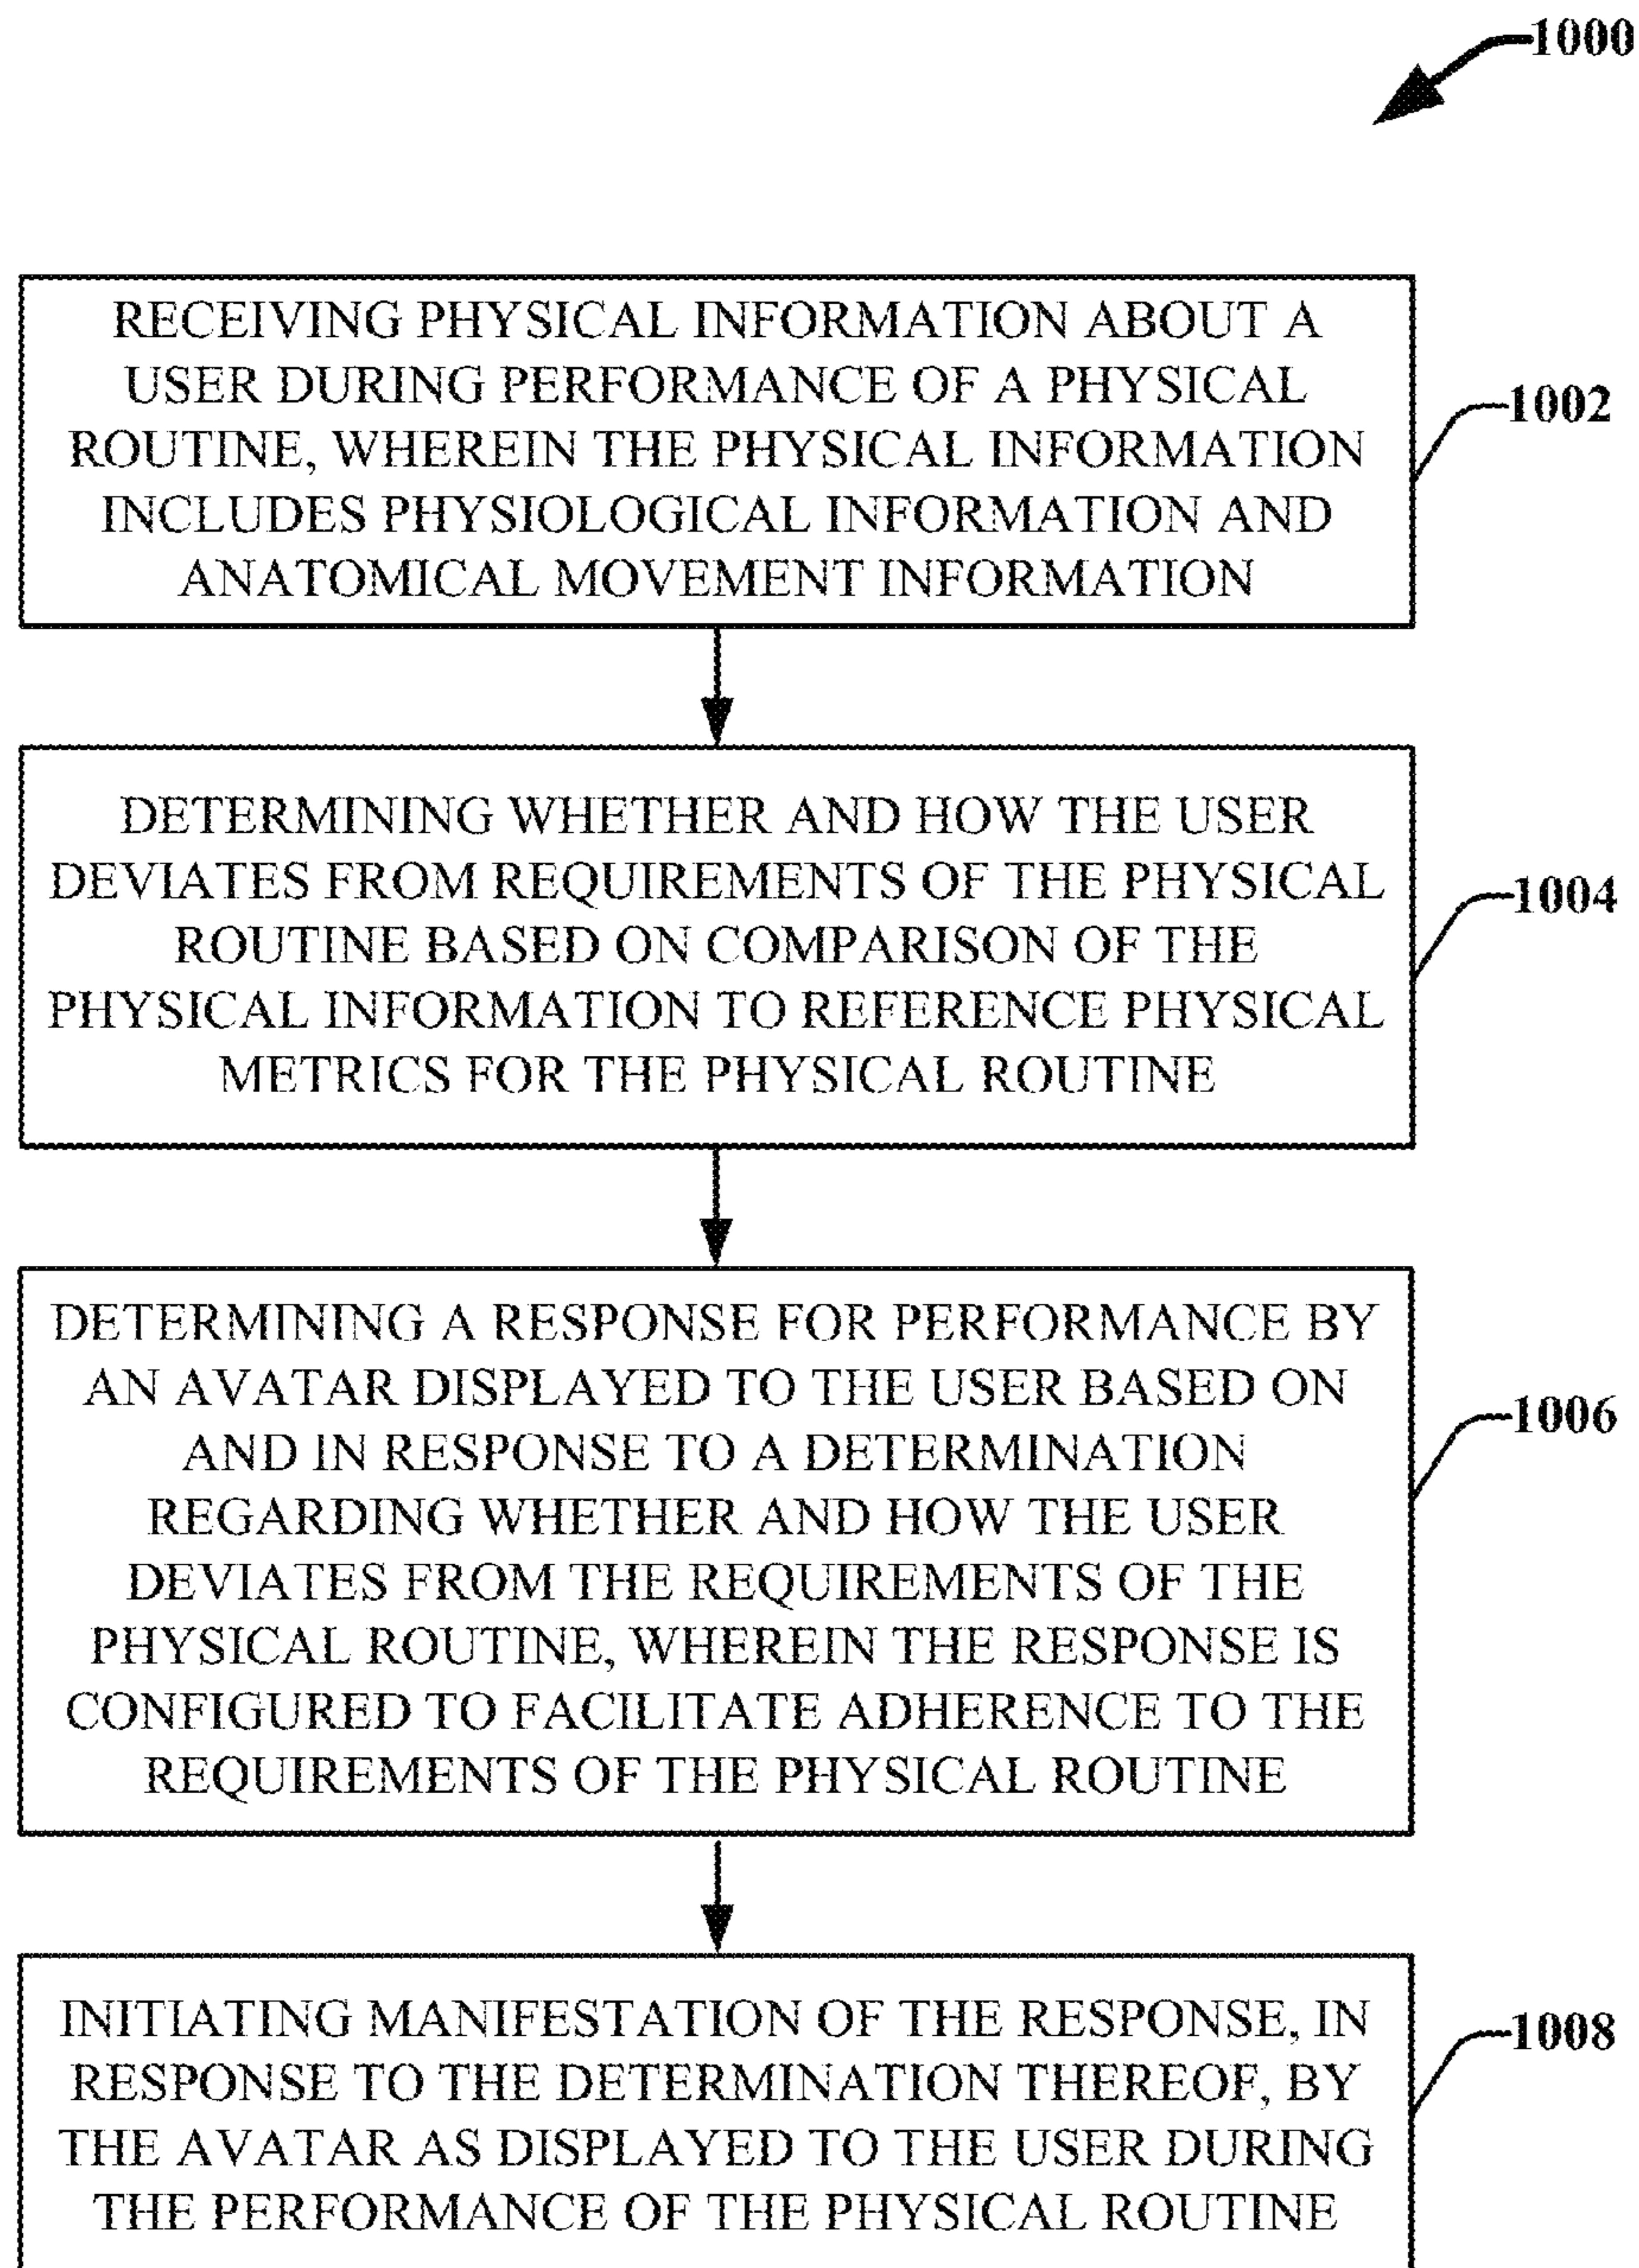 1000
RECEIVING PHYSICAL INFORMATION ABOUT A
USER DURING PERFORMANCE OF A PHYSICAL
ROUTINE, WHEREIN THE PHYSICAL INFORMATION
INCLUDES PHYSIOLOGICAL INFORMATION AND
ANATOMICAL MOVEMENT INFORMATION
1002
DETERMINING WHETHER AND HOW THE USER
DEVIATES FROM REQUIREMENTS OF THE PHYSICAL
ROUTINE BASED ON COMPARISON OF THE
PHYSICAL INFORMATION TO REFERENCE PHYSICAL
METRICS FOR THE PHYSICAL ROUTINE
1004
DETERMINING A RESPONSE FOR PERFORMANCE BY
AN AVATAR DISPLAYED TO THE USER BASED ON
AND IN RESPONSE TO A DETERMINATION
REGARDING WHETHER AND HOW THE USER
DEVIATES FROM THE REQUIREMENTS OF THE
PHYSICAL ROUTINE, WHEREIN THE RESPONSE IS
CONFIGURED TO FACILITATE ADHERENCE TO THE
REQUIREMENTS OF THE PHYSICAL ROUTINE
1006
INITIATING MANIFESTATION OF THE RESPONSE, IN
RESPONSE TO THE DETERMINATION THEREOF, BY
THE AVATAR AS DISPLAYED TO THE USER DURING
THE PERFORMANCE OF THE PHYSICAL ROUTINE
1008